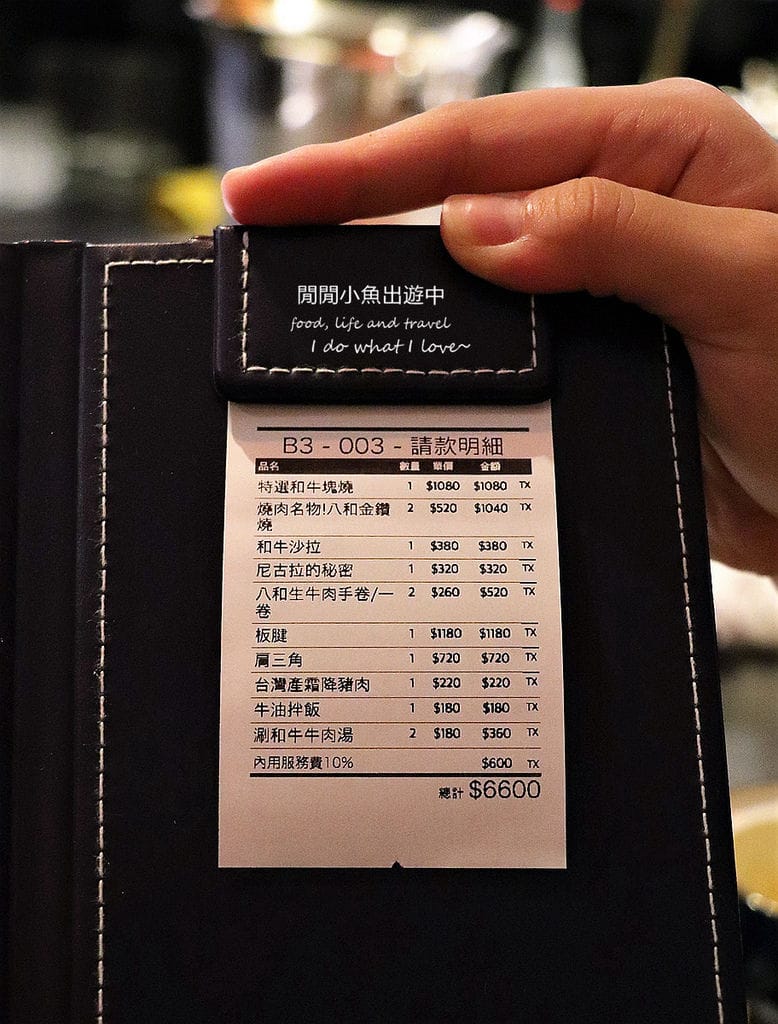 閒閒小魚出遊中
food, life and travel
I do what I love~
B3 - 003 - 請款明細
品名 數量 單價 金額
特選和牛塊燒 1 $1080 $1080 TX
燒肉名物!八和金鑽 2 $520 $1040 TX
燒
和牛沙拉 1 $380 $380 TX
尼古拉的秘密 1 $320 $320 TX
八和生牛肉手卷/一 2 $260 $520 TX
卷
板腱 1 $1180 $1180 TX
肩三角 1 $720 $720 TX
台灣產霜降豬肉 1 $220 $220 TX
牛油拌飯 1 $180 $180 TX
涮和牛牛肉湯 2 $180 $360 TX
內用服務費10% $600 TX
總計 $6600